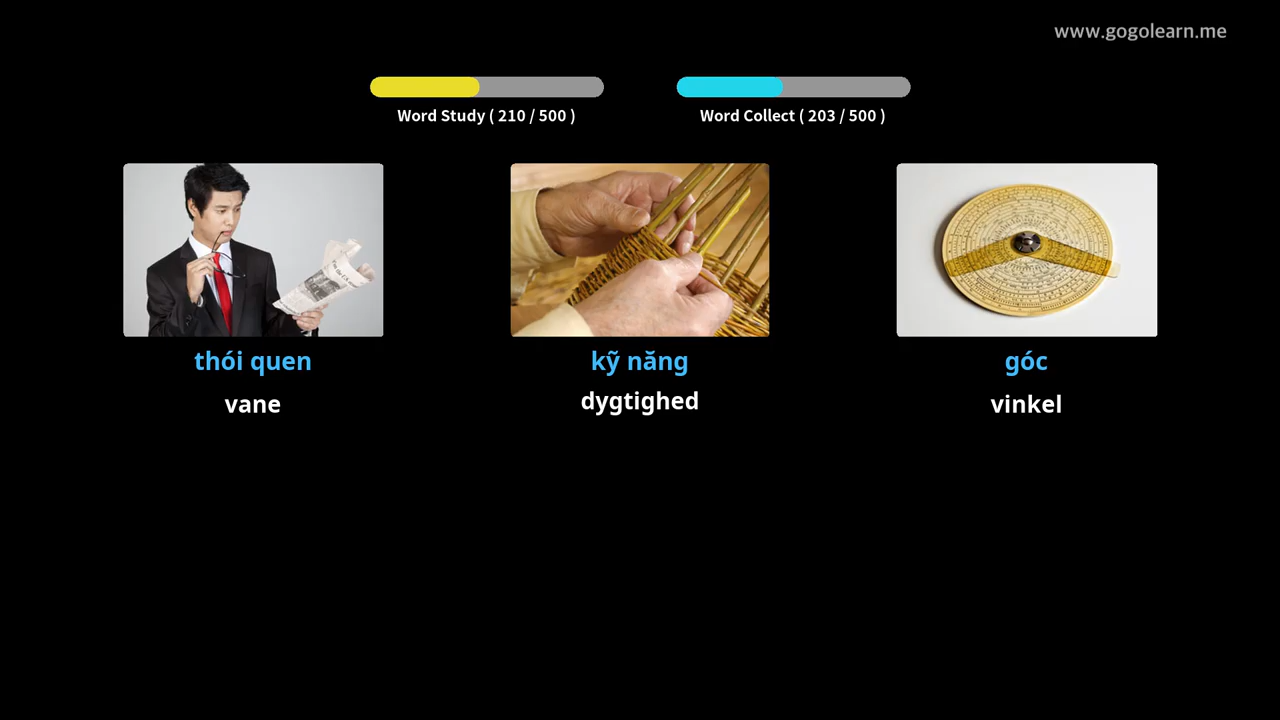 www.gogolearn.me
Word Study ( 210 / 500 )
Word Collect ( 203 / 500 )
thói quen
vane
kỹ năng
dygtighed
góc
vinkel